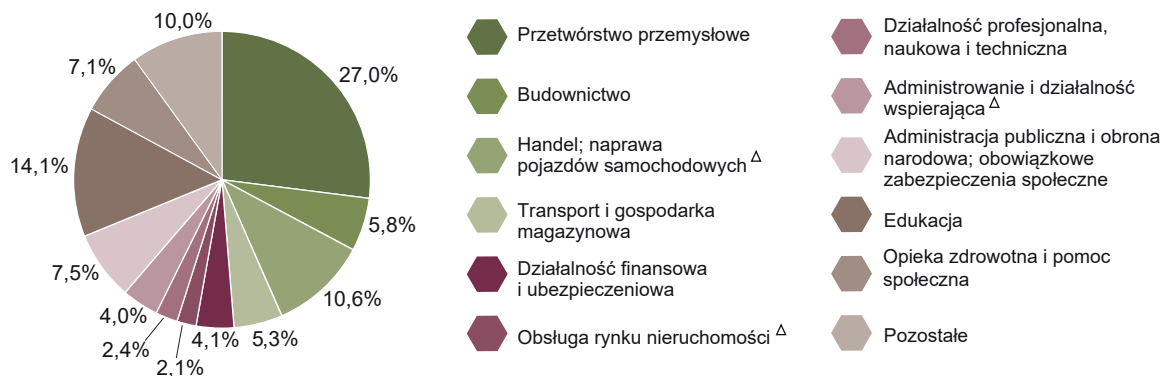 10,0%
27,0%
7,1%
14,1%
5,8%
7,5%
10,6%
4,0%
5,3%
2,4%
4,1%
2,1%
Przetwórstwo przemysłowe
Budownictwo
Handel; naprawa
pojazdów samochodowych Δ
Transport i gospodarka
magazynowa
Działalność finansowa
i ubezpieczeniowa
Obsługa rynku nieruchomości Δ
Działalność profesjonalna,
naukowa i techniczna
Administrowanie i działalność
wspierająca Δ
Administracja publiczna i obrona
narodowa; obowiązkowe
zabezpieczenia społeczne
Edukacja
Opieka zdrowotna i pomoc
społeczna
Pozostałe